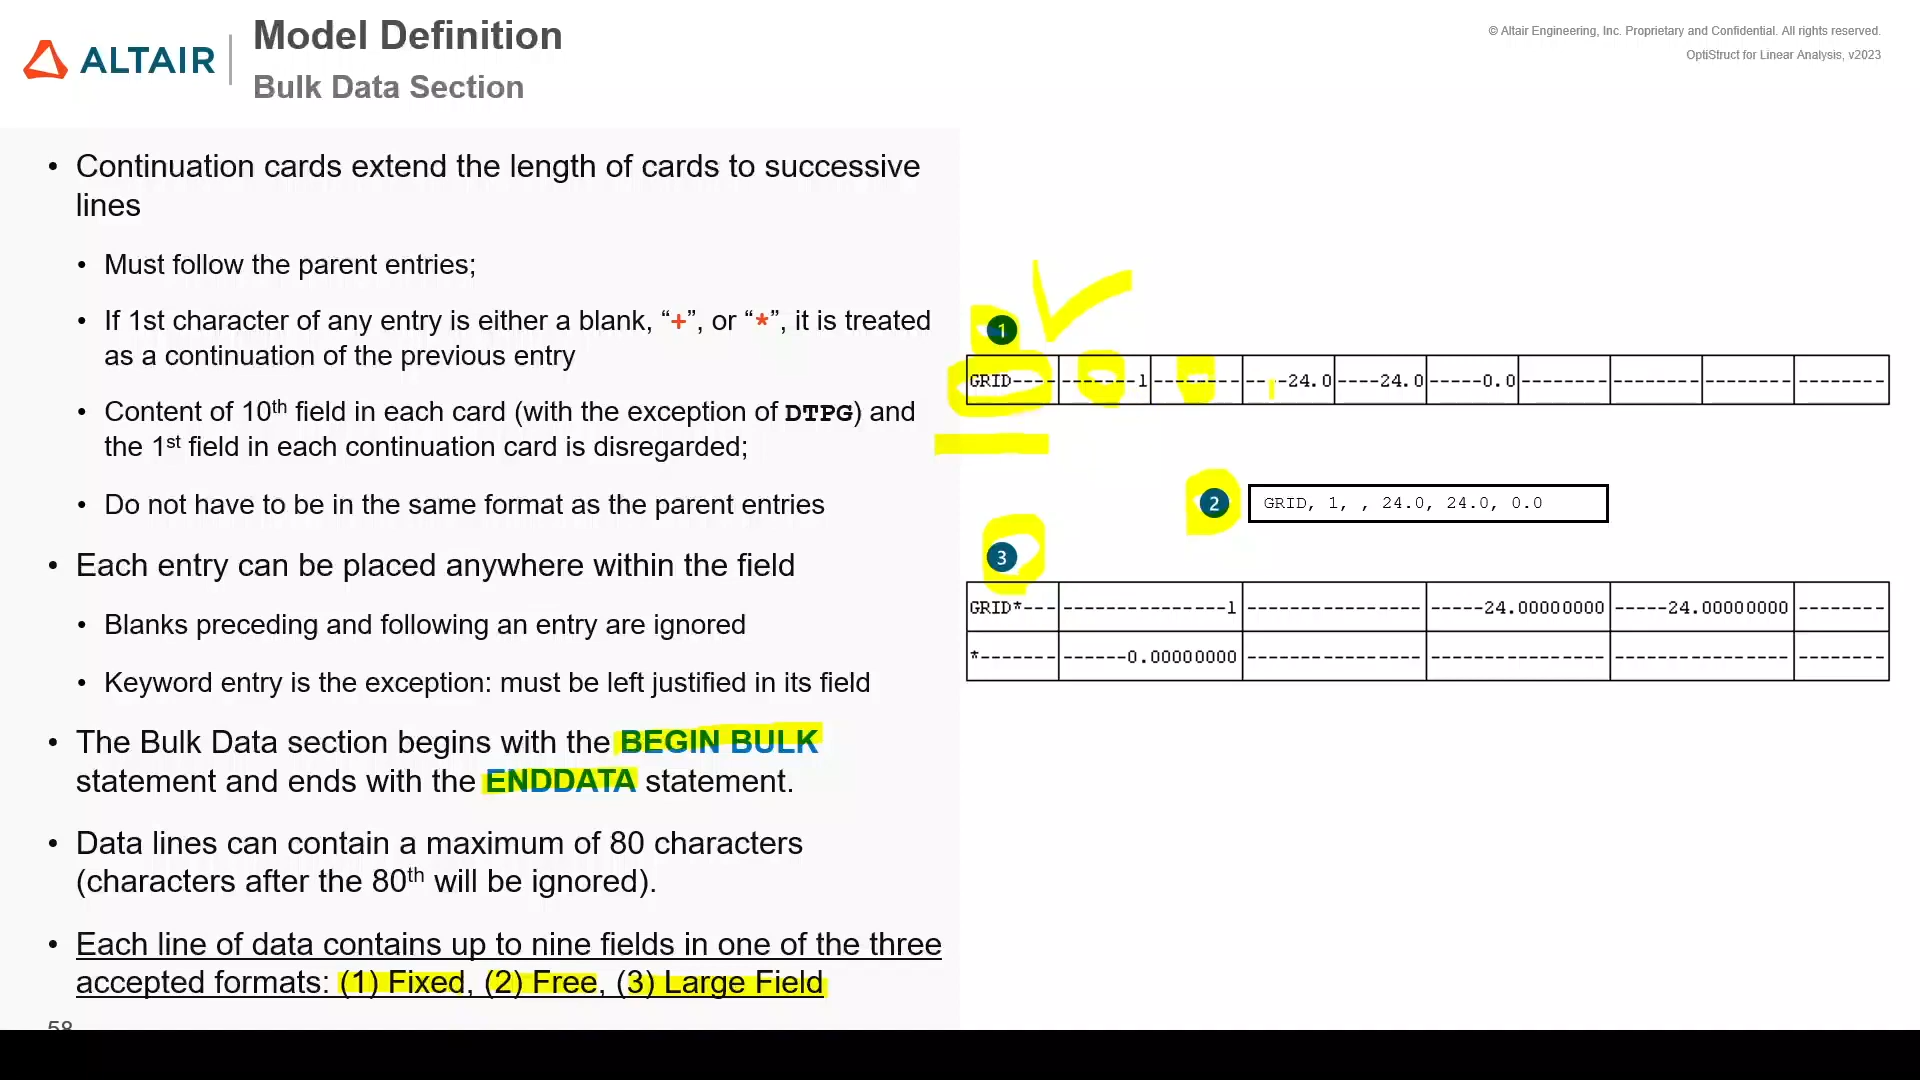 ALTAIR
Model Definition
Bulk Data Section
© Altair Engineering, Inc. Proprietary and Confidential. All rights reserved.
OptiStruct for Linear Analysis, v2023
• Continuation cards extend the length of cards to successive
lines
• Must follow the parent entries;
• If 1st character of any entry is either a blank, “+”, or “*”, it is treated
as a continuation of the previous entry
• Content of 10th field in each card (with the exception of DTPG) and
the 1st field in each continuation card is disregarded;
• Do not have to be in the same format as the parent entries
• Each entry can be placed anywhere within the field
• Blanks preceding and following an entry are ignored
• Keyword entry is the exception: must be left justified in its field
• The Bulk Data section begins with the BEGIN BULK
statement and ends with the ENDDATA statement.
• Data lines can contain a maximum of 80 characters
(characters after the 80th will be ignored).
• Each line of data contains up to nine fields in one of the three
accepted formats: (1) Fixed, (2) Free, (3) Large Field
58
1
GRID---- -------1 -------- ----24.0 ----24.0 -----0.0 -------- -------- -------- --------
2
GRID, 1, , 24.0, 24.0, 0.0
3
GRID*--- ---------------1 ---------------- -----24.00000000 -----24.00000000 --------
*------- ------0.00000000 ---------------- ---------------- ---------------- --------